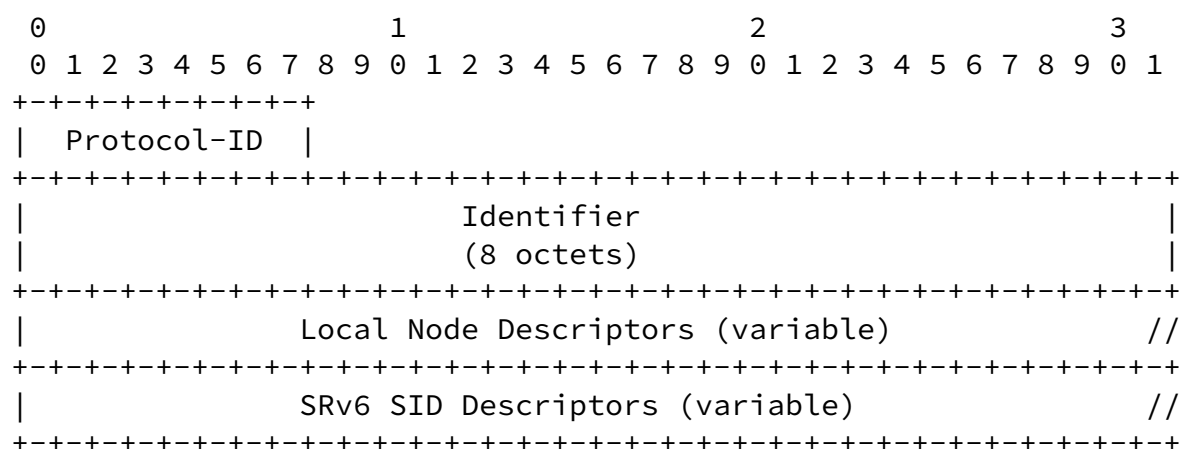 0                   1                   2                   3
 0 1 2 3 4 5 6 7 8 9 0 1 2 3 4 5 6 7 8 9 0 1 2 3 4 5 6 7 8 9 0 1
+-+-+-+-+-+-+-+-+
|  Protocol-ID  |
+-+-+-+-+-+-+-+-+-+-+-+-+-+-+-+-+-+-+-+-+-+-+-+-+-+-+-+-+-+-+-+-+
|                        Identifier                             |
|                        (8 octets)                             |
+-+-+-+-+-+-+-+-+-+-+-+-+-+-+-+-+-+-+-+-+-+-+-+-+-+-+-+-+-+-+-+-+
|               Local Node Descriptors (variable)              //
+-+-+-+-+-+-+-+-+-+-+-+-+-+-+-+-+-+-+-+-+-+-+-+-+-+-+-+-+-+-+-+-+
|               SRv6 SID Descriptors (variable)                //
+-+-+-+-+-+-+-+-+-+-+-+-+-+-+-+-+-+-+-+-+-+-+-+-+-+-+-+-+-+-+-+-+